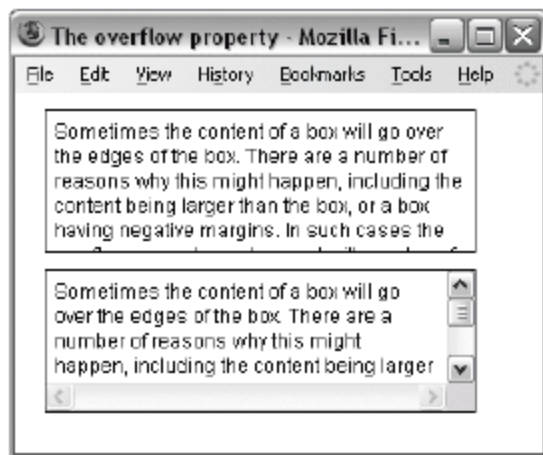 The overflow property - Mozilla Fi...
File Edit View History Bookmarks Tools Help
Sometimes the content of a box will go over
the edges of the box. There are a number of
reasons why this might happen, including the
content being larger than the box, or a box
having negative margins. In such cases the
Sometimes the content of a box will go
over the edges of the box. There are a
number of reasons why this might
happen, including the content being larger